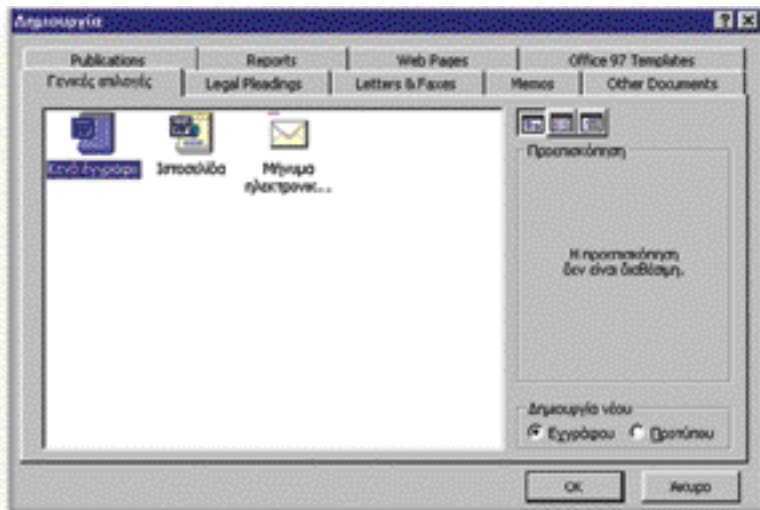 Δημιουργία
Publications Reports Web Pages Office 97 Templates
Γενικές επιλογές Legal Pleadings Letters & Faxes Memos Other Documents
Κενό έγγραφο Ιστοσελίδα Μήνυμα
ηλεκτρονικ...
Προεπισκόπηση
Η προεπισκόπηση
δεν είναι διαθέσιμη.
Δημιουργία νέου
Εγγράφου Προτύπου
OK Άκυρο